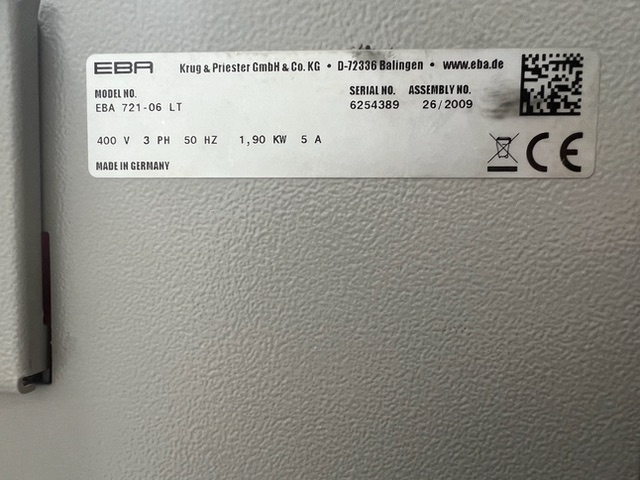 EBA Krug & Priester GmbH & Co. KG • D-72336 Balingen • www.eba.de
MODEL NO. SERIAL NO. ASSEMBLY NO.
EBA 721-06 LT 6254389 26/2009
400 V 3 PH 50 HZ 1,90 KW 5 A
MADE IN GERMANY
CE